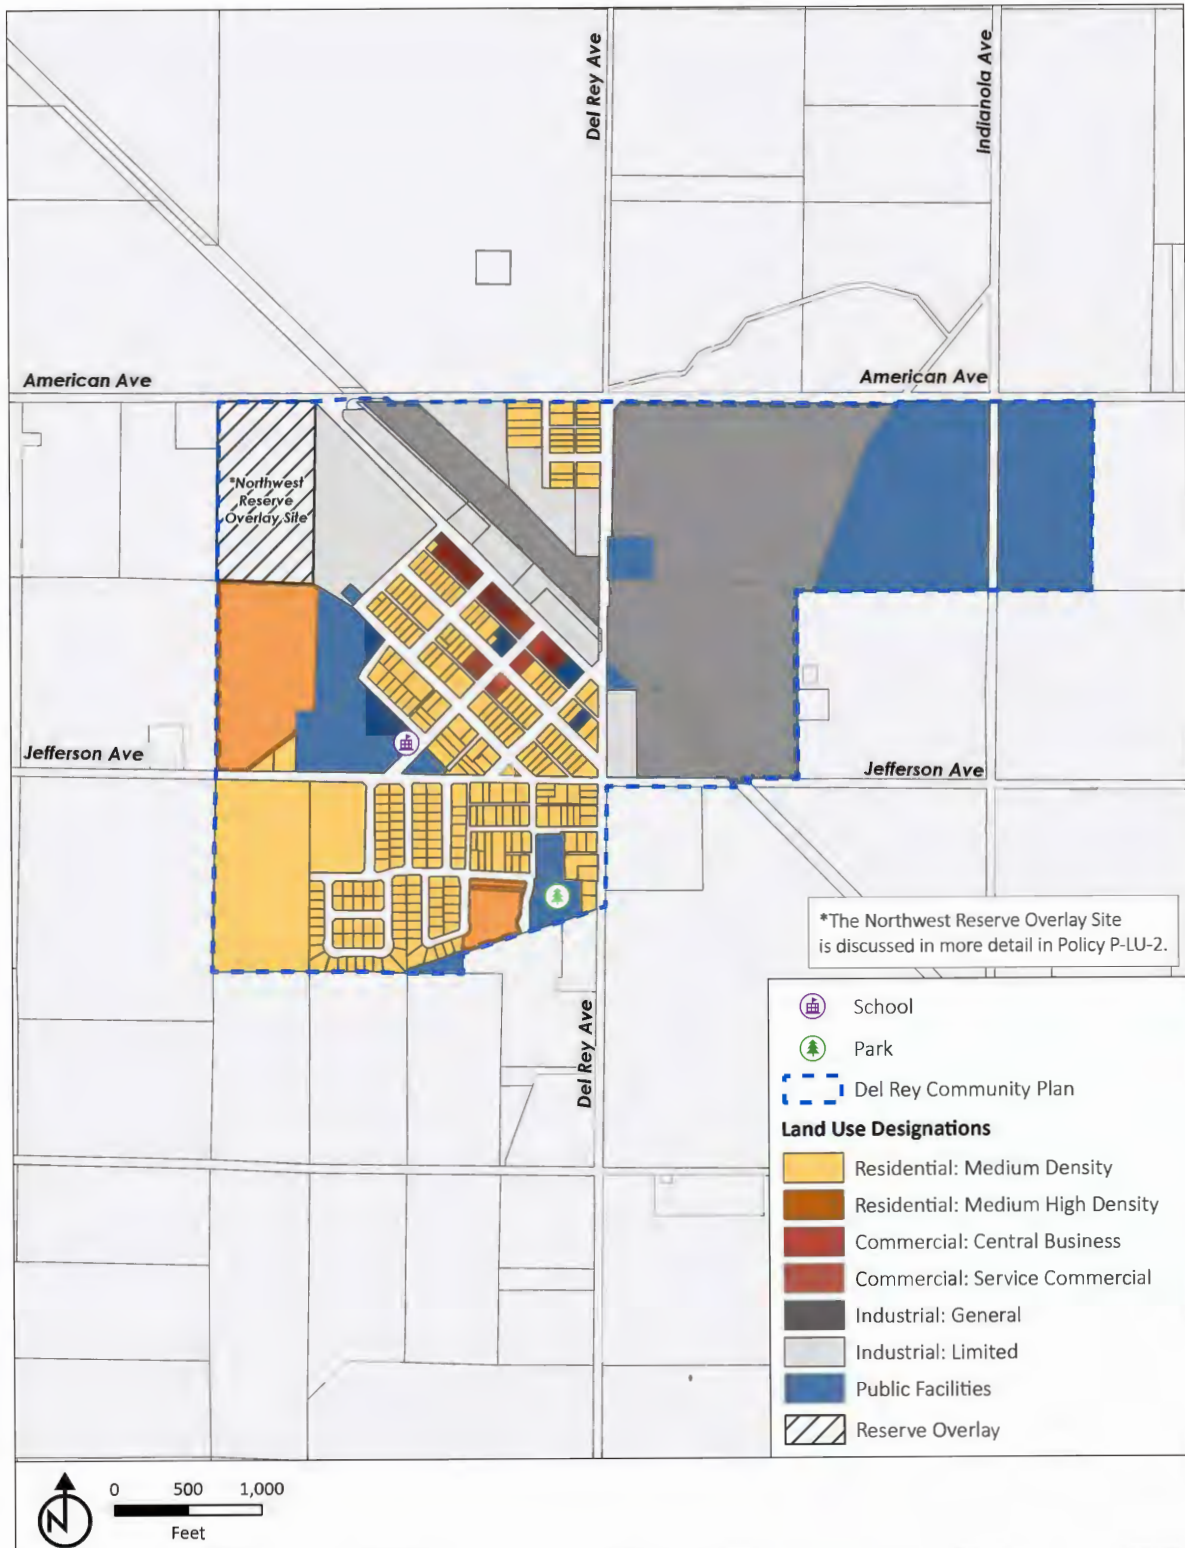 Del Rey Ave
Indianola Ave
American Ave
American Ave
*Northwest
Reserve
Overlay Site
Jefferson Ave
Jefferson Ave
*The Northwest Reserve Overlay Site
is discussed in more detail in Policy P-LU-2.
Del Rey Ave
School
Park
Del Rey Community Plan
Land Use Designations
Residential: Medium Density
Residential: Medium High Density
Commercial: Central Business
Commercial: Service Commercial
Industrial: General
Industrial: Limited
Public Facilities
Reserve Overlay
N
0 500 1,000
Feet